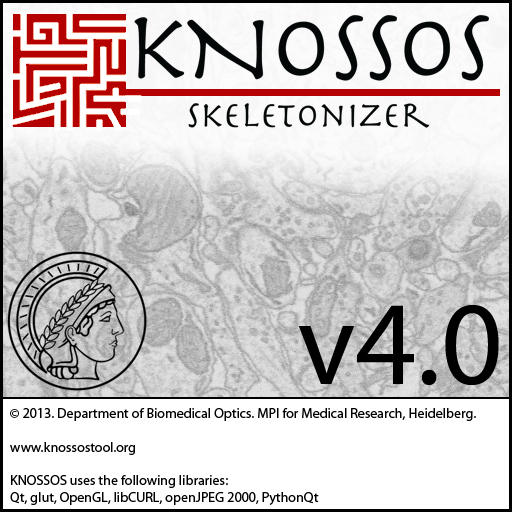 KNOSSOS
SKELETONIZER
v4.0
© 2013. Department of Biomedical Optics. MPI for Medical Research, Heidelberg.
www.knossostool.org
KNOSSOS uses the following libraries:
Qt, glut, OpenGL, libCURL, openJPEG 2000, PythonQt